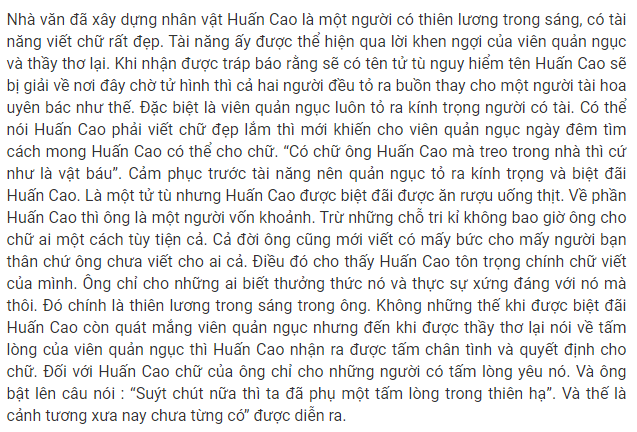 Nhà văn đã xây dựng nhân vật Huấn Cao là một người có thiên lương trong sáng, có tài
năng viết chữ rất đẹp. Tài năng ấy được thể hiện qua lời khen ngợi của viên quản ngục
và thầy thơ lại. Khi nhận được tráp báo rằng sẽ có tên tử tù nguy hiểm tên Huấn Cao sẽ
bị giải về nơi đây chờ tử hình thì cả hai người đều tỏ ra buồn thay cho một người tài hoa
uyên bác như thế. Đặc biệt là viên quản ngục luôn tỏ ra kính trọng người có tài. Có thể
nói Huấn Cao phải viết chữ đẹp lắm thì mới khiến cho viên quản ngục ngày đêm tìm
cách mong Huấn Cao có thể cho chữ. “Có chữ ông Huấn Cao mà treo trong nhà thì cứ
như là vật báu”. Cảm phục trước tài năng nên quản ngục tỏ ra kính trọng và biệt đãi
Huấn Cao. Là một tử tù nhưng Huấn Cao được biệt đãi được ăn rượu uống thịt. Về phần
Huấn Cao thì ông là một người vốn khoảnh. Trừ những chỗ tri kỉ không bao giờ ông cho
chữ ai một cách tùy tiện cả. Cả đời ông cũng mới viết có mấy bức cho mấy người bạn
thân chứ ông chưa viết cho ai cả. Điều đó cho thấy Huấn Cao tôn trọng chính chữ viết
của mình. Ông chỉ cho những ai biết thưởng thức nó và thực sự xứng đáng với nó mà
thôi. Đó chính là thiên lương trong sáng trong ông. Không những thế khi được biệt đãi
Huấn Cao còn quát mắng viên quản ngục nhưng đến khi được thầy thơ lại nói về tấm
lòng của viên quản ngục thì Huấn Cao nhận ra được tấm chân tình và quyết định cho
chữ. Đối với Huấn Cao chữ của ông chỉ cho những người có tấm lòng yêu nó. Và ông
bật lên câu nói : “Suýt chút nữa thì ta đã phụ một tấm lòng trong thiên hạ”. Và thế là
cảnh tương xưa nay chưa từng có” được diễn ra.